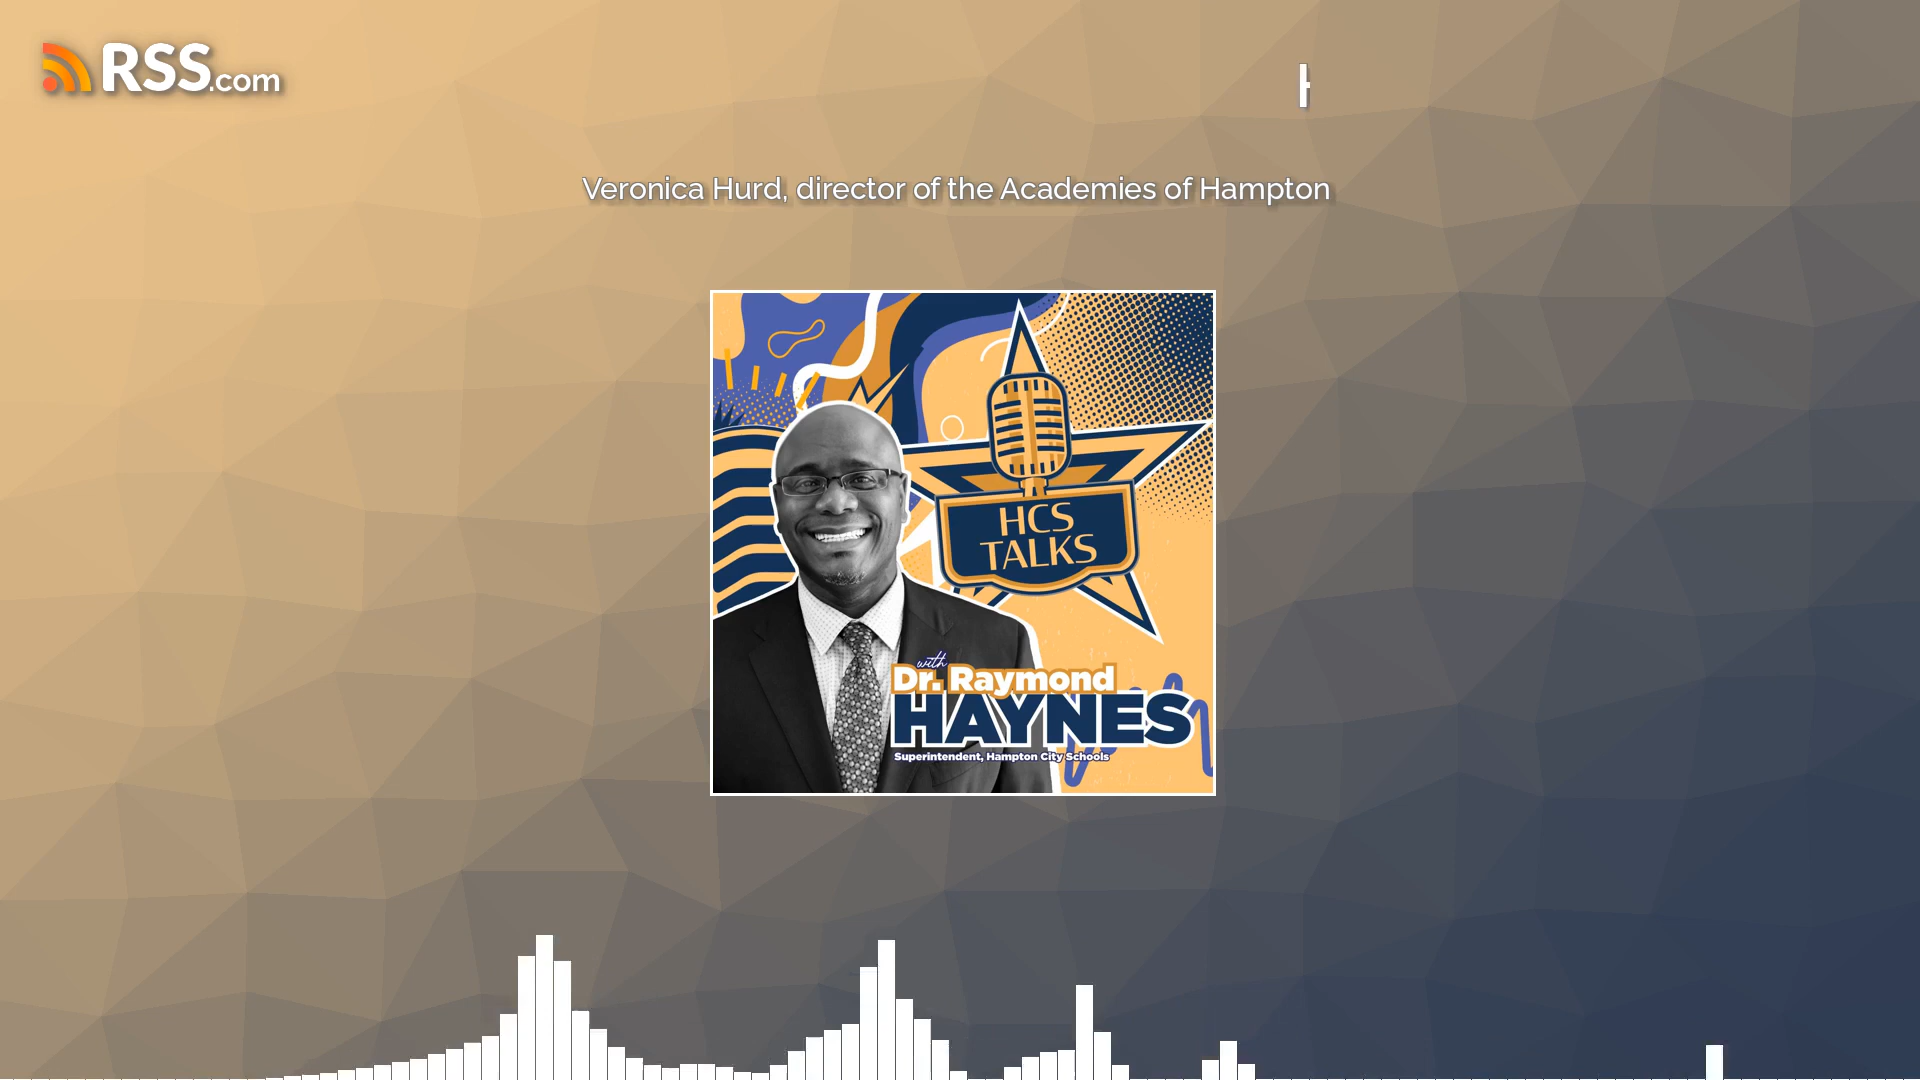 RSS.com
Veronica Hurd, director of the Academies of Hampton
HCS
TALKS
with
Dr. Raymond
HAYNES
Superintendent, Hampton City Schools